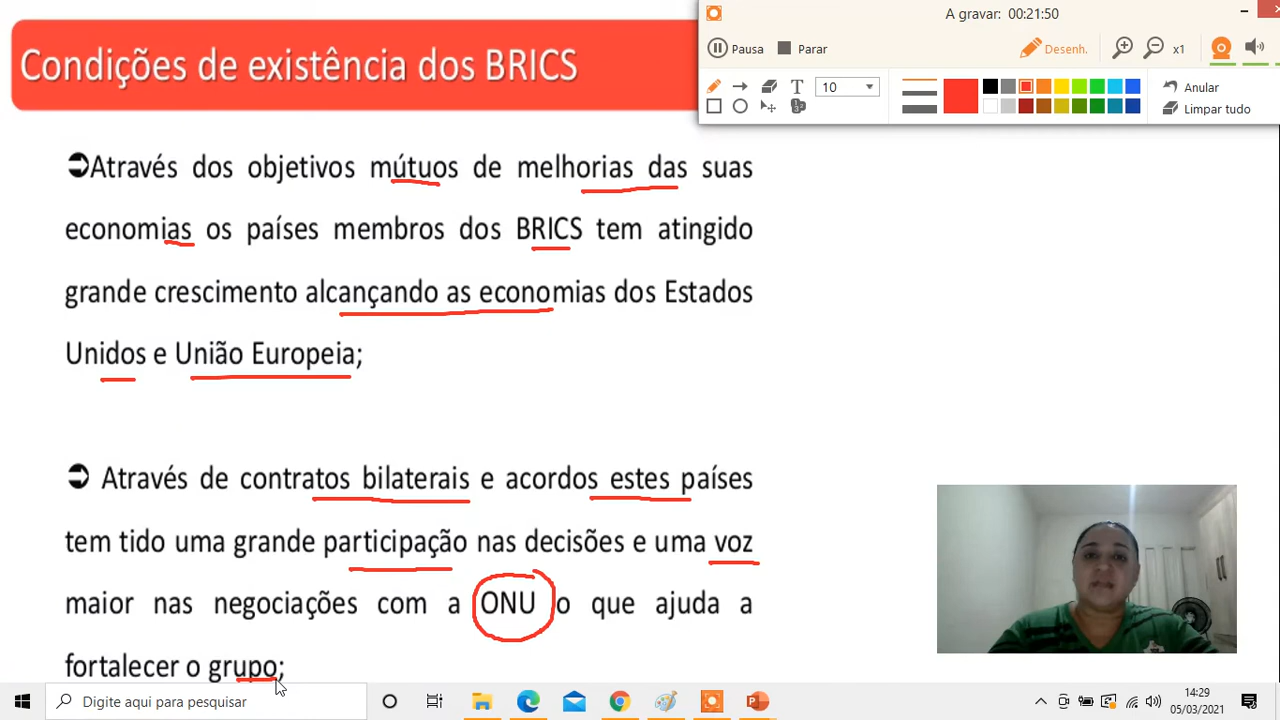 Condições de existência dos BRICS
A gravar: 00:21:50
Pausa
Parar
Desenh.
x1
T
10
Anular
Limpar tudo
Através dos objetivos mútuos de melhorias das suas
economias os países membros dos BRICS tem atingido
grande crescimento alcançando as economias dos Estados
Unidos e União Europeia;
Através de contratos bilaterais e acordos estes países
tem tido uma grande participação nas decisões e uma voz
maior nas negociações com a ONU o que ajuda a
fortalecer o grupo;
Digite aqui para pesquisar
14:29
05/03/2021